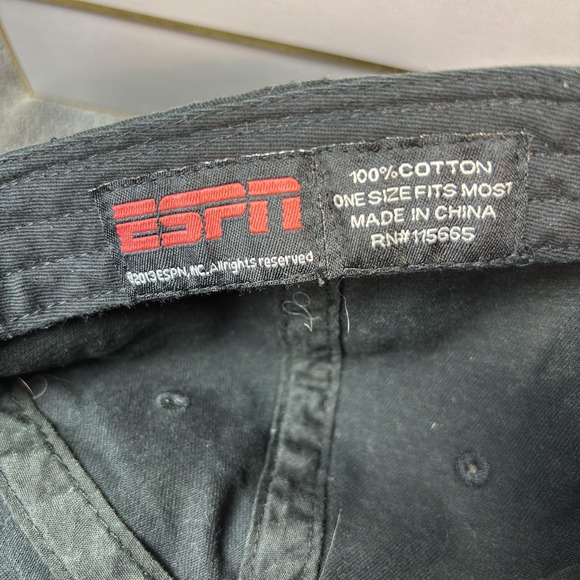 ESPN
©2013 ESPN, INC. All rights reserved
100% COTTON
ONE SIZE FITS MOST
MADE IN CHINA
RN# 115665